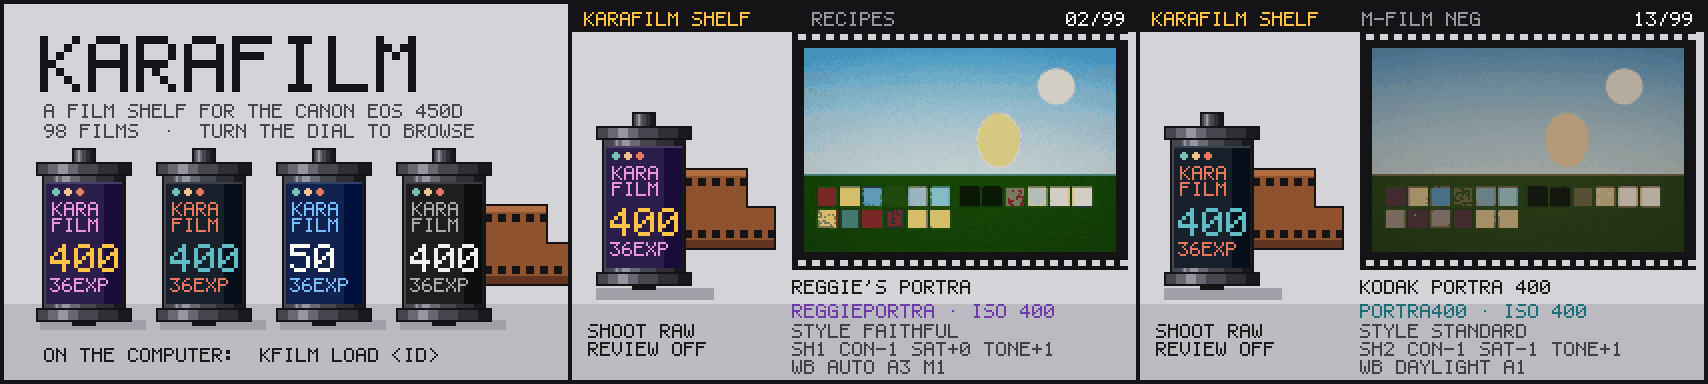 KARAFILM
A FILM SHELF FOR THE CANON EOS 450D
98 FILMS · TURN THE DIAL TO BROWSE
KARA
FILM
400
36EXP
KARA
FILM
400
36EXP
KARA
FILM
50
36EXP
KARA
FILM
400
36EXP
ON THE COMPUTER: KFILM LOAD <ID>
KARAFILM SHELF
RECIPES
02/99
KARA
FILM
400
36EXP
REGGIE'S PORTRA
REGGIEPORTRA · ISO 400
SHOOT RAW
REVIEW OFF
STYLE FAITHFUL
SH1 CON-1 SAT+0 TONE+1
WB AUTO A3 M1
KARAFILM SHELF
M-FILM NEG
13/99
KARA
FILM
400
36EXP
KODAK PORTRA 400
PORTRA400 · ISO 400
SHOOT RAW
REVIEW OFF
STYLE STANDARD
SH2 CON-1 SAT-1 TONE+1
WB DAYLIGHT A1